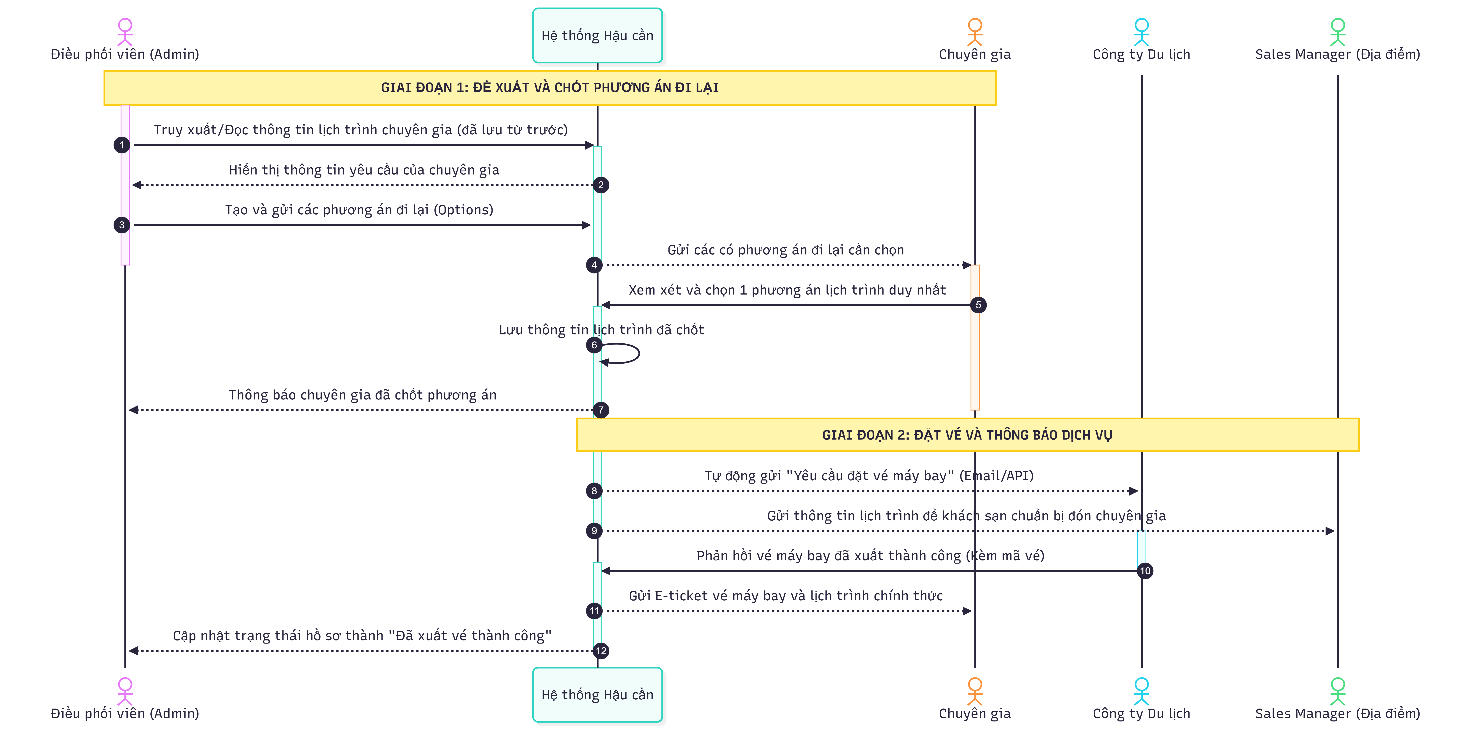 Điều phối viên (Admin)
Hệ thống Hậu cần
Chuyên gia
Công ty Du lịch
Sales Manager (Địa điểm)
GIAI ĐOẠN 1: ĐỀ XUẤT VÀ CHỐT PHƯƠNG ÁN ĐI LẠI
Truy xuất/Đọc thông tin lịch trình chuyên gia (đã lưu từ trước)
1
Hiển thị thông tin yêu cầu của chuyên gia
2
Tạo và gửi các phương án đi lại (Options)
3
Gửi các có phương án đi lại cần chọn
4
Xem xét và chọn 1 phương án lịch trình duy nhất
5
Lưu thông tin lịch trình đã chốt
6
Thông báo chuyên gia đã chốt phương án
7
GIAI ĐOẠN 2: ĐẶT VÉ VÀ THÔNG BÁO DỊCH VỤ
Tự động gửi "Yêu cầu đặt vé máy bay" (Email/API)
8
Gửi thông tin lịch trình để khách sạn chuẩn bị đón chuyên gia
9
Phản hồi vé máy bay đã xuất thành công (Kèm mã vé)
10
Gửi E-ticket vé máy bay và lịch trình chính thức
11
Cập nhật trạng thái hồ sơ thành "Đã xuất vé thành công"
12
Điều phối viên (Admin)
Hệ thống Hậu cần
Chuyên gia
Công ty Du lịch
Sales Manager (Địa điểm)